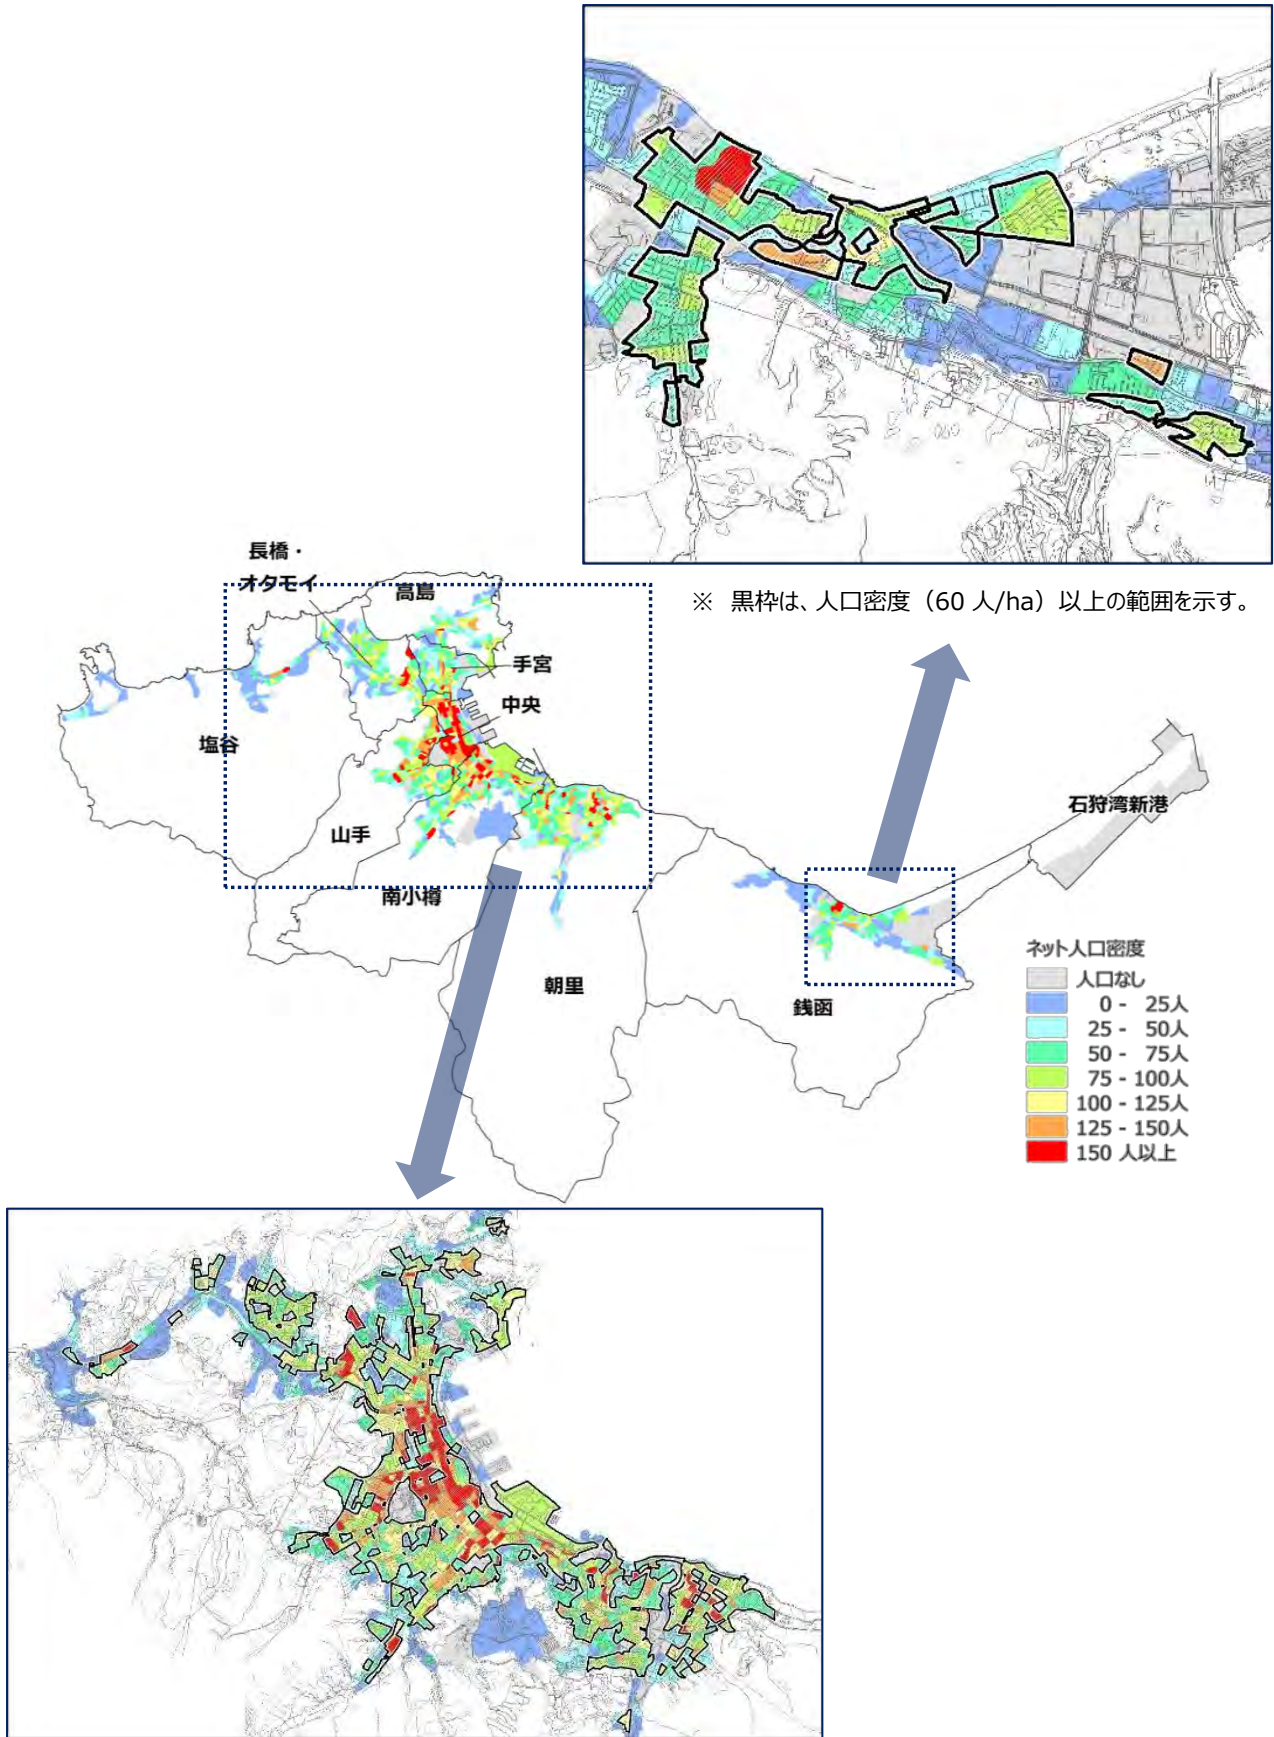 ※ 黒枠は、人口密度（60 人/ha）以上の範囲を示す。
長橋・
オタモイ
高島
手宮
中央
塩谷
山手
南小樽
朝里
銭函
石狩湾新港
ネット人口密度
人口なし
0 - 25人
25 - 50人
50 - 75人
75 - 100人
100 - 125人
125 - 150人
150 人以上